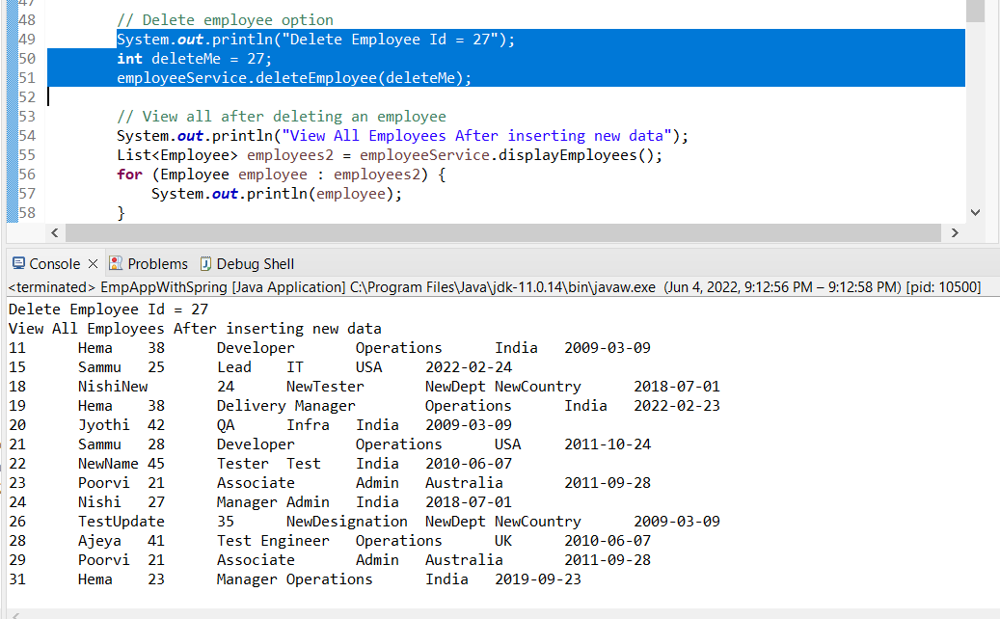 47
48 // Delete employee option
49 System.out.println("Delete Employee Id = 27");
50 int deleteMe = 27;
51 employeeService.deleteEmployee(deleteMe);
52
53 // View all after deleting an employee
54 System.out.println("View All Employees After inserting new data");
55 List<Employee> employees2 = employeeService.displayEmployees();
56 for (Employee employee : employees2) {
57 System.out.println(employee);
58 }
Console Problems Debug Shell
<terminated> EmpAppWithSpring [Java Application] C:\Program Files\Java\jdk-11.0.14\bin\javaw.exe (Jun 4, 2022, 9:12:56 PM – 9:12:58 PM) [pid: 10500]
Delete Employee Id = 27
View All Employees After inserting new data
11 Hema 38 Developer Operations India 2009-03-09
15 Sammu 25 Lead IT USA 2022-02-24
18 NishiNew 24 NewTester NewDept NewCountry 2018-07-01
19 Hema 38 Delivery Manager Operations India 2022-02-23
20 Jyothi 42 QA Infra India 2009-03-09
21 Sammu 28 Developer Operations USA 2011-10-24
22 NewName 45 Tester Test India 2010-06-07
23 Poorvi 21 Associate Admin Australia 2011-09-28
24 Nishi 27 Manager Admin India 2018-07-01
26 TestUpdate 35 NewDesignation NewDept NewCountry 2009-03-09
28 Ajeya 41 Test Engineer Operations UK 2010-06-07
29 Poorvi 21 Associate Admin Australia 2011-09-28
31 Hema 23 Manager Operations India 2019-09-23